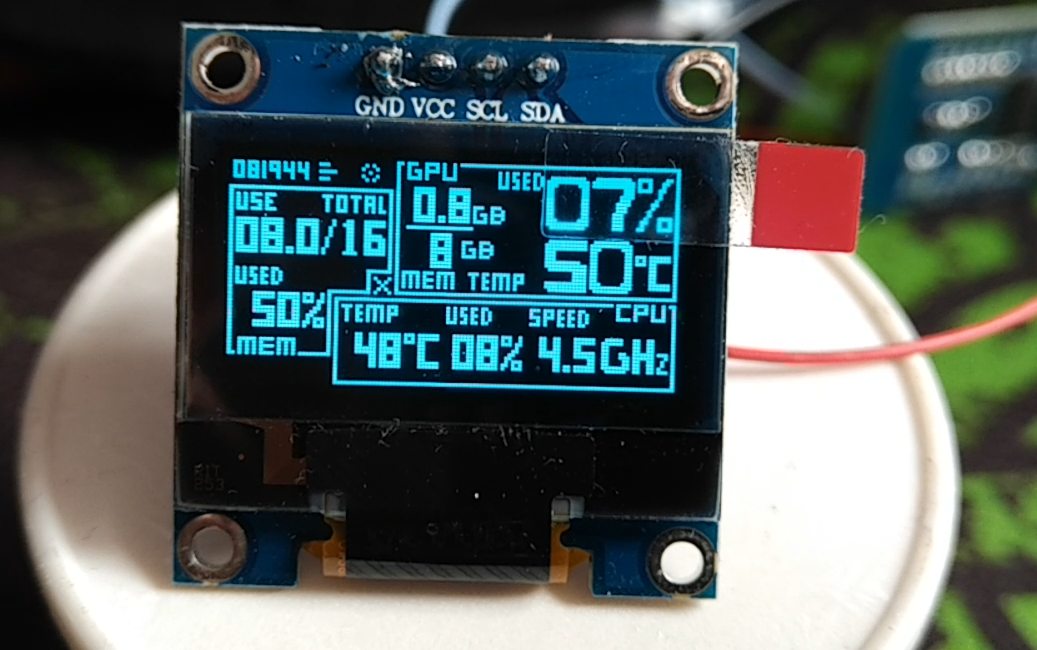 GND VCC SCL SDA
081944
USE TOTAL
08.0/16
USED
50%
MEM
GPU USED
0.8GB
8 GB
07%
50°C
MEM TEMP
TEMP USED SPEED CPU
48°C 08% 4.5GHz